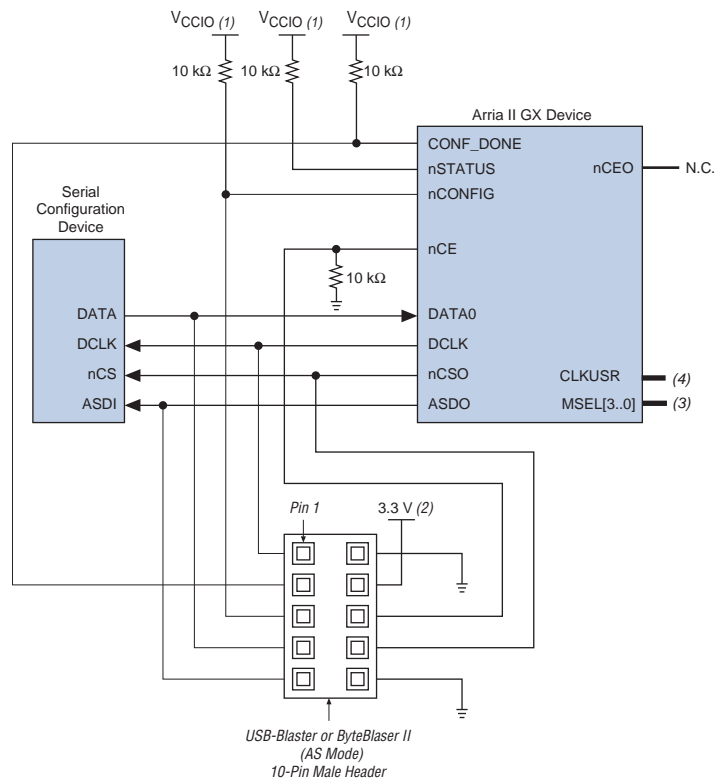 VCCIO (1) VCCIO (1) VCCIO (1)
10 kΩ 10 kΩ 10 kΩ
Arria II GX Device
CONF_DONE
nSTATUS
nCONFIG
nCEO
N.C.
nCE
10 kΩ
Serial
Configuration
Device
DATA
DCLK
nCS
ASDI
DATA0
DCLK
nCSO
ASDO
CLKUSR
(4)
MSEL[3..0]
(3)
Pin 1
3.3 V (2)
USB-Blaster or ByteBlaser II
(AS Mode)
10-Pin Male Header